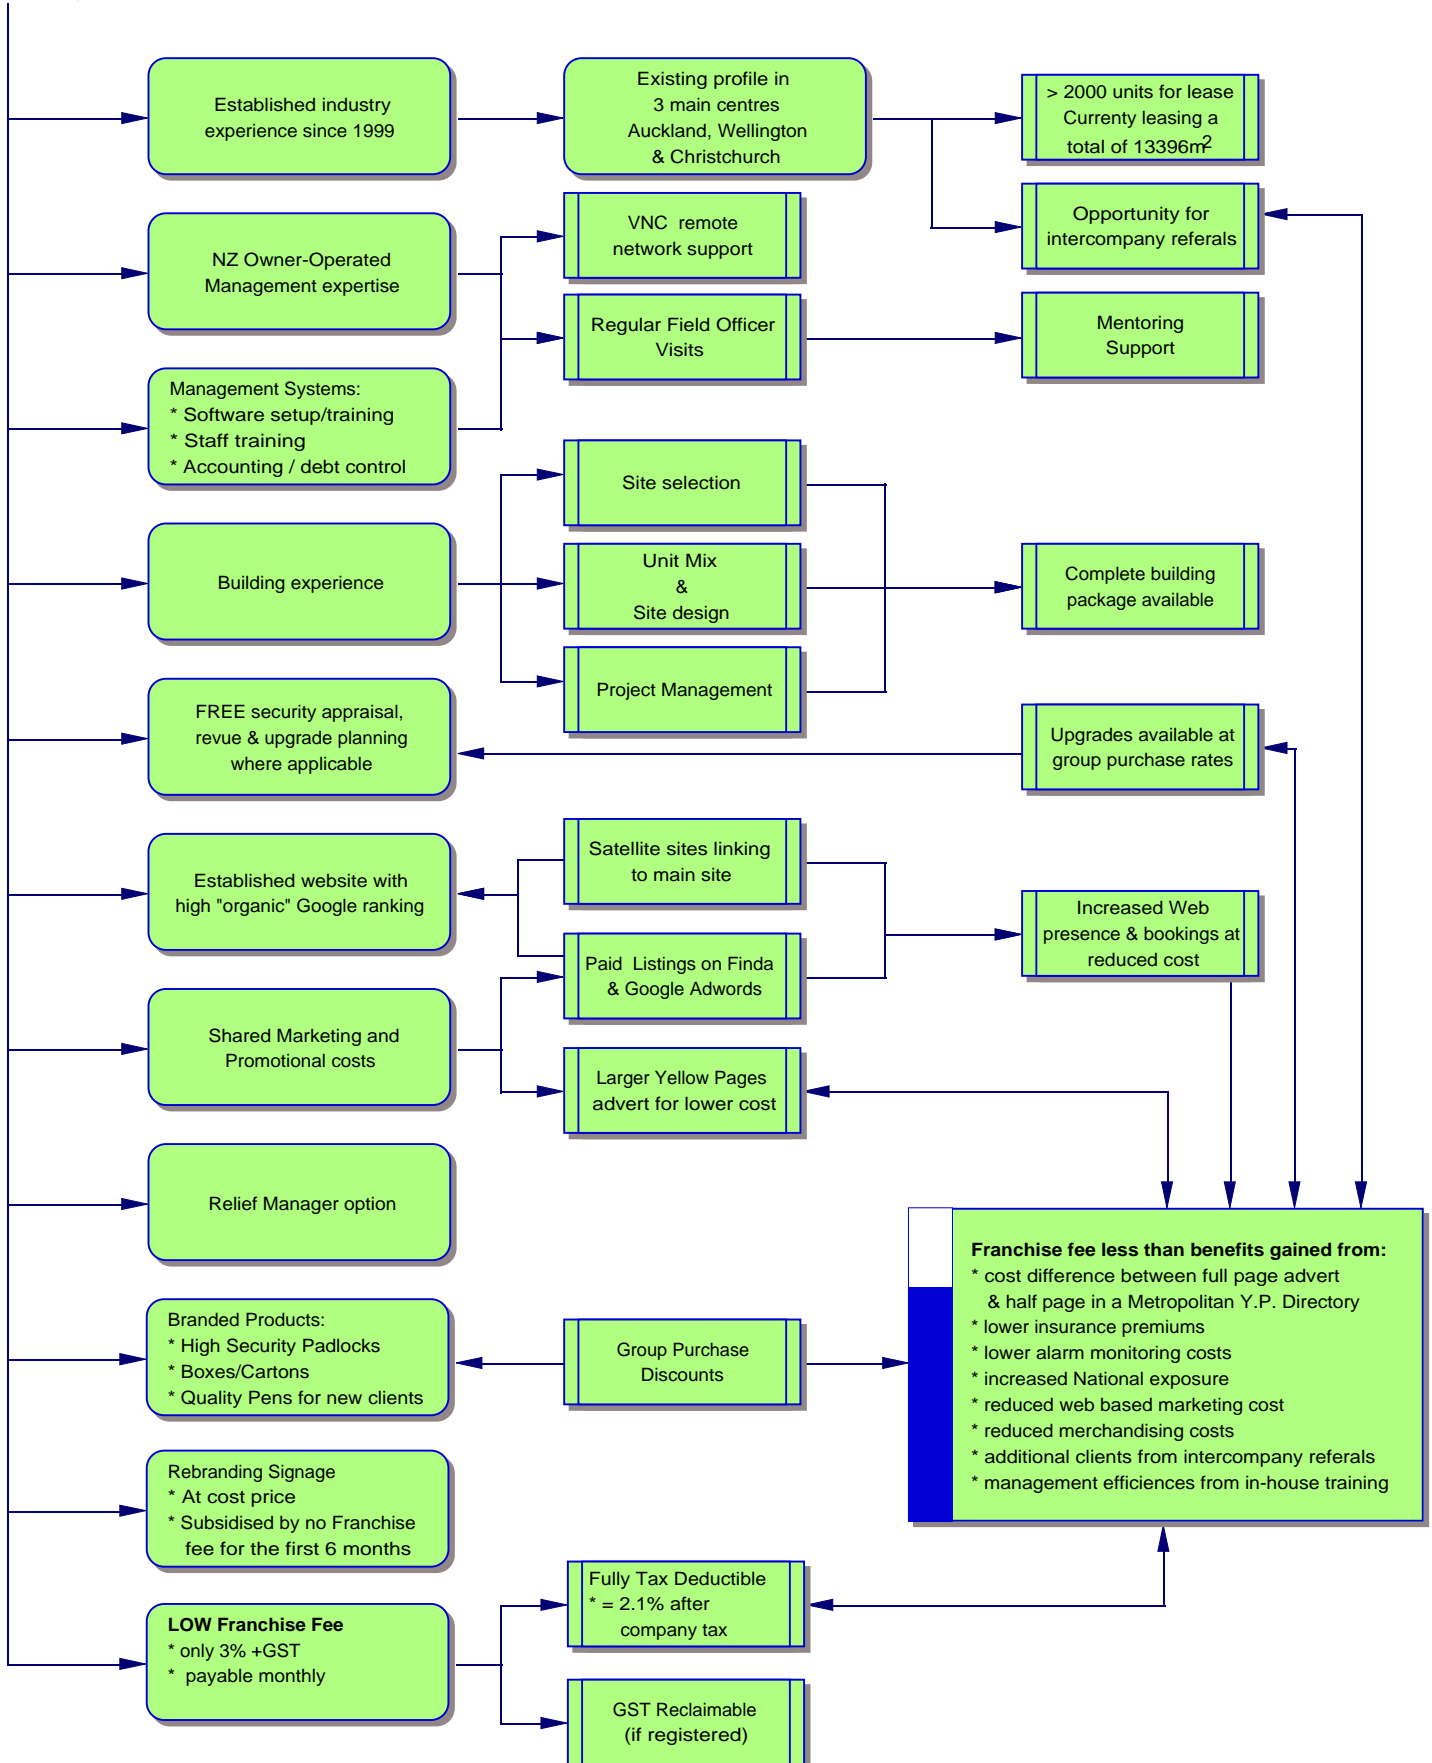 Established industry
experience since 1999
Existing profile in
3 main centres
Auckland, Wellington
& Christchurch
> 2000 units for lease
Currenty leasing a
total of 13396m2
Opportunity for
intercompany referals
NZ Owner-Operated
Management expertise
VNC remote
network support
Regular Field Officer
Visits
Mentoring
Support
Management Systems:
* Software setup/training
* Staff training
* Accounting / debt control
Site selection
Building experience
Unit Mix
&
Site design
Complete building
package available
Project Management
FREE security appraisal,
revue & upgrade planning
where applicable
Upgrades available at
group purchase rates
Established website with
high "organic" Google ranking
Satellite sites linking
to main site
Paid Listings on Finda
& Google Adwords
Increased Web
presence & bookings at
reduced cost
Shared Marketing and
Promotional costs
Larger Yellow Pages
advert for lower cost
Relief Manager option
Franchise fee less than benefits gained from:
* cost difference between full page advert
& half page in a Metropolitan Y.P. Directory
* lower insurance premiums
* lower alarm monitoring costs
* increased National exposure
* reduced web based marketing cost
* reduced merchandising costs
* additional clients from intercompany referals
* management efficiences from in-house training
Branded Products:
* High Security Padlocks
* Boxes/Cartons
* Quality Pens for new clients
Group Purchase
Discounts
Rebranding Signage
* At cost price
* Subsidised by no Franchise
fee for the first 6 months
LOW Franchise Fee
* only 3% +GST
* payable monthly
Fully Tax Deductible
* = 2.1% after
company tax
GST Reclaimable
(if registered)